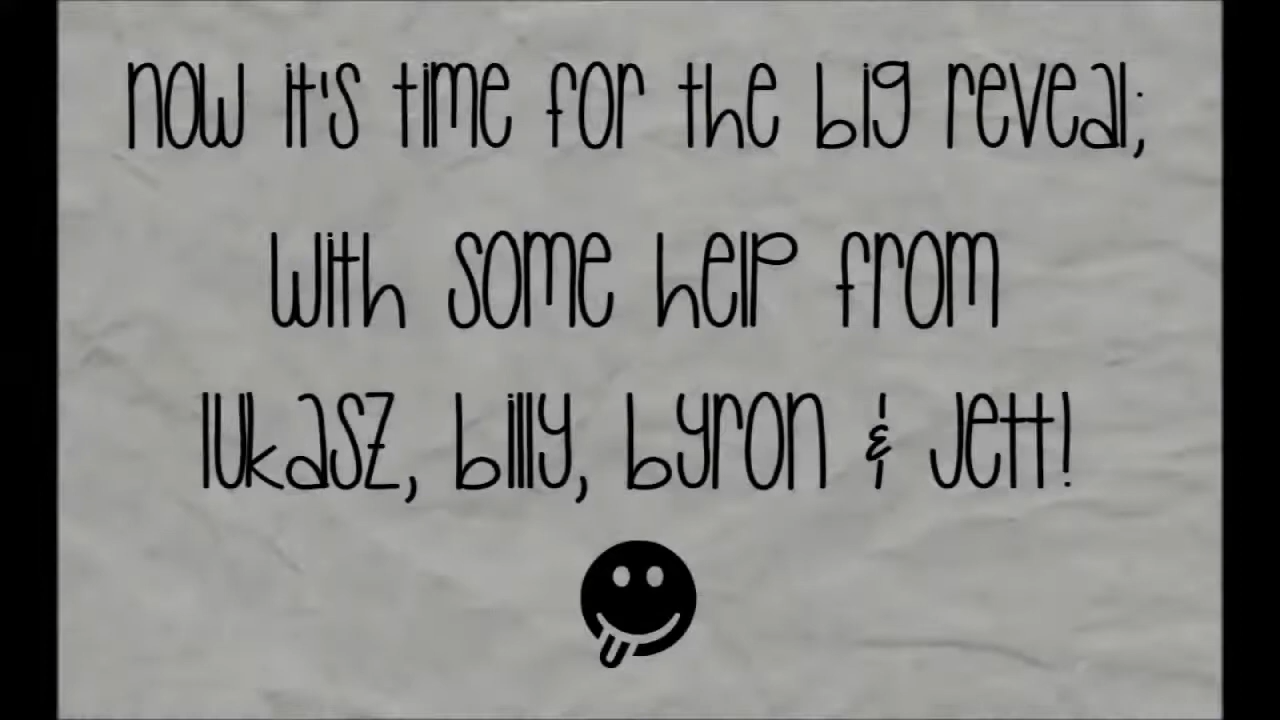 now it's time for the big reveal;
with some help from
lukasz, billy, byron & Jett!